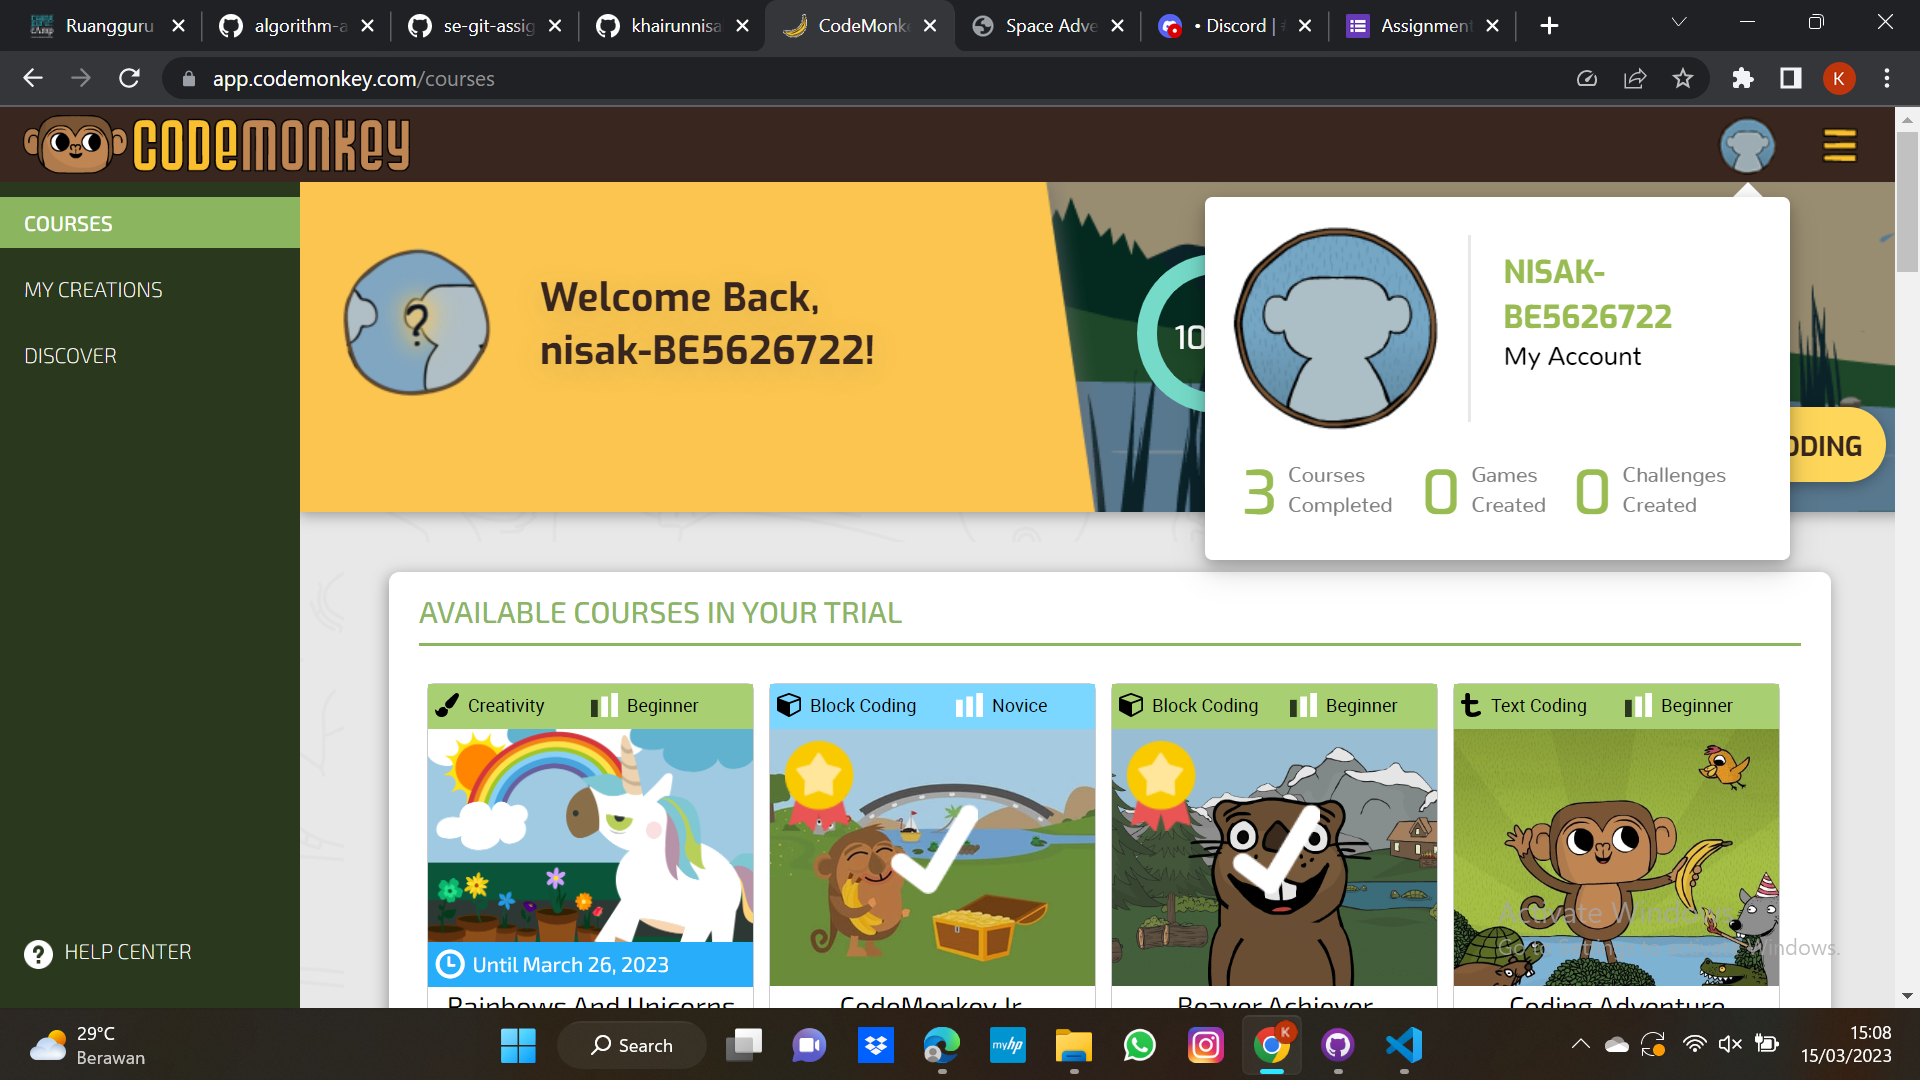 Ruangguru
algorithm-a
se-git-assig
khairunnisa
CodeMonke
Space Adve
• Discord |
Assignment
app.codemonkey.com/courses
K
CODEMONKEY
COURSES
MY CREATIONS
DISCOVER
HELP CENTER
?
Welcome Back,
nisak-BE5626722!
10
NISAK-
BE5626722
My Account
3 Courses Completed
0 Games Created
0 Challenges Created
ODING
AVAILABLE COURSES IN YOUR TRIAL
Creativity Beginner
Until March 26, 2023
Rainbows And Unicorns
Block Coding Novice
CodeMonkey Jr
Block Coding Beginner
Beaver Achiever
Text Coding Beginner
Coding Adventure
Activate Windows
Go to Settings to activate Windows.
29°C
Berawan
Search
myhp
K
15:08
15/03/2023